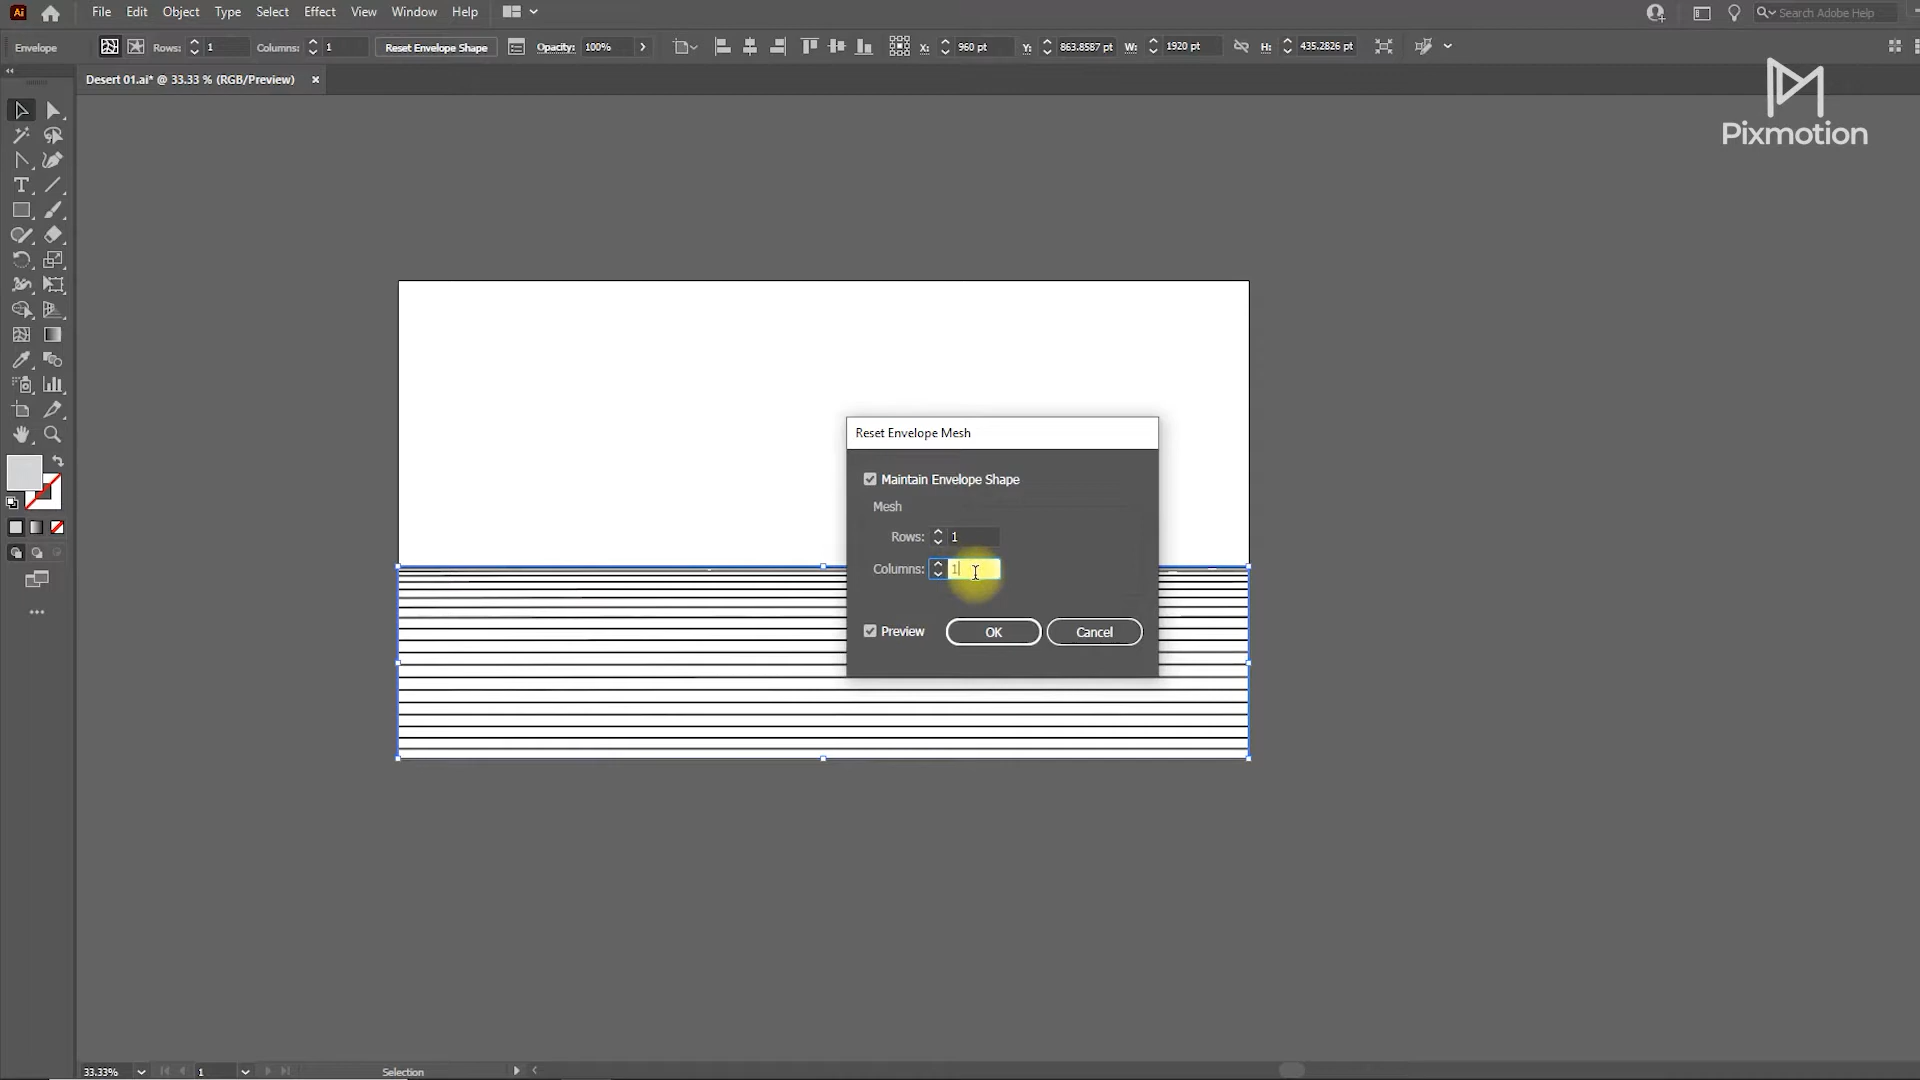 Ai File Edit Object Type Select Effect View Window Help Search Adobe Help
Envelope Rows: 1 Columns: 1 Reset Envelope Shape Opacity: 100% X: 960 pt Y: 863.8587 pt W: 1920 pt H: 435.2826 pt
Desert 01.ai* @ 33.33 % (RGB/Preview) ×
Pixmotion
Reset Envelope Mesh
Maintain Envelope Shape
Mesh
Rows: 1
Columns: 1
Preview OK Cancel
33.33% 1 Selection